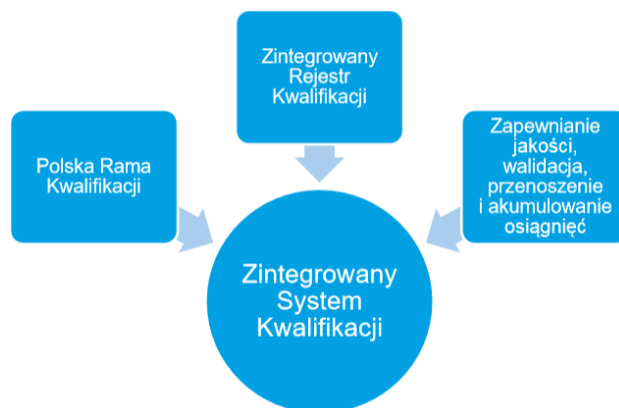 Zintegrowany
Rejestr
Kwalifikacji
Polska Rama
Kwalifikacji
Zapewnianie
jakości,
walidacja,
przenoszenie
i akumulowanie
osiągnięć
Zintegrowany
System
Kwalifikacji